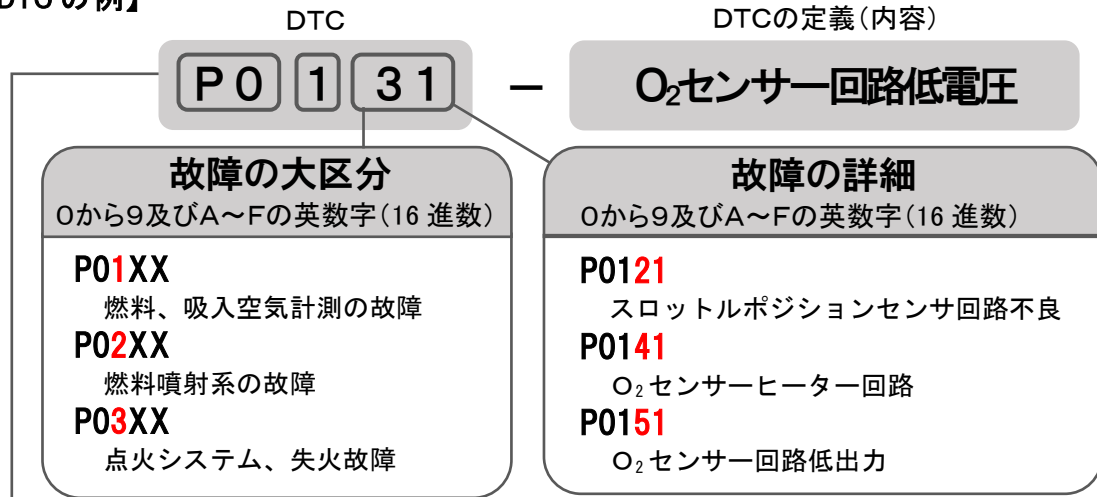 DTCの例】
DTC
DTCの定義(内容)
P0 1 31 − O₂センサー回路低電圧
故障の大区分
0から9及びA～Fの英数字(16進数)
P01XX
燃料、吸入空気計測の故障
P02XX
燃料噴射系の故障
P03XX
点火システム、失火故障
故障の詳細
0から9及びA～Fの英数字(16進数)
P0121
スロットルポジションセンサ回路不良
P0141
O₂センサーヒーター回路
P0151
O₂センサー回路低出力